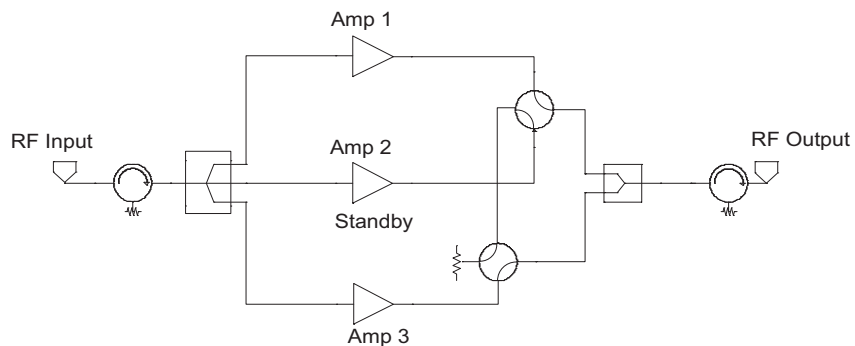 Amp 1
RF Input
Amp 2
RF Output
Standby
Amp 3